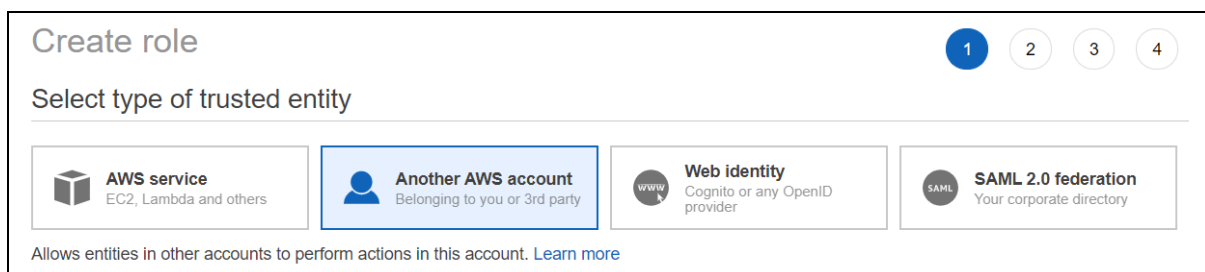 Create role
1 2 3 4
Select type of trusted entity
AWS service
EC2, Lambda and others
Another AWS account
Belonging to you or 3rd party
www
Web identity
Cognito or any OpenID
provider
SAML
SAML 2.0 federation
Your corporate directory
Allows entities in other accounts to perform actions in this account. Learn more